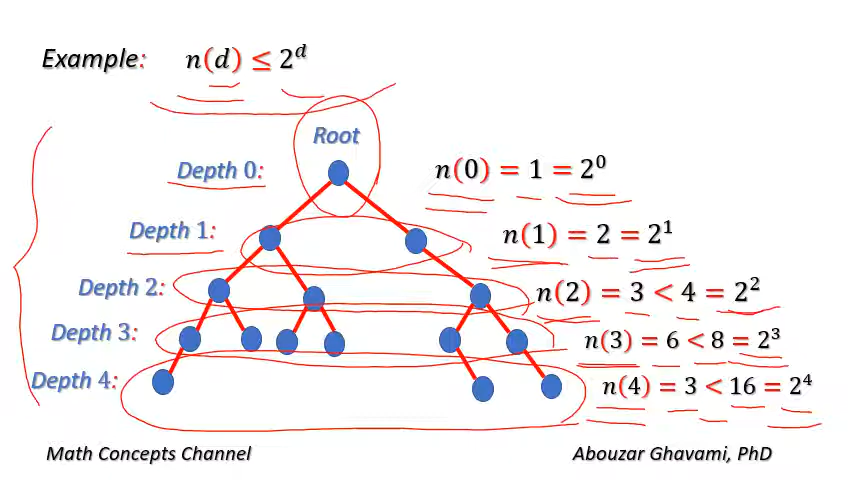 Example: n(d) ≤ 2^d
Root
Depth 0: n(0) = 1 = 2^0
Depth 1: n(1) = 2 = 2^1
Depth 2: n(2) = 3 < 4 = 2^2
Depth 3: n(3) = 6 < 8 = 2^3
Depth 4: n(4) = 3 < 16 = 2^4
Math Concepts Channel Abouzar Ghavami, PhD